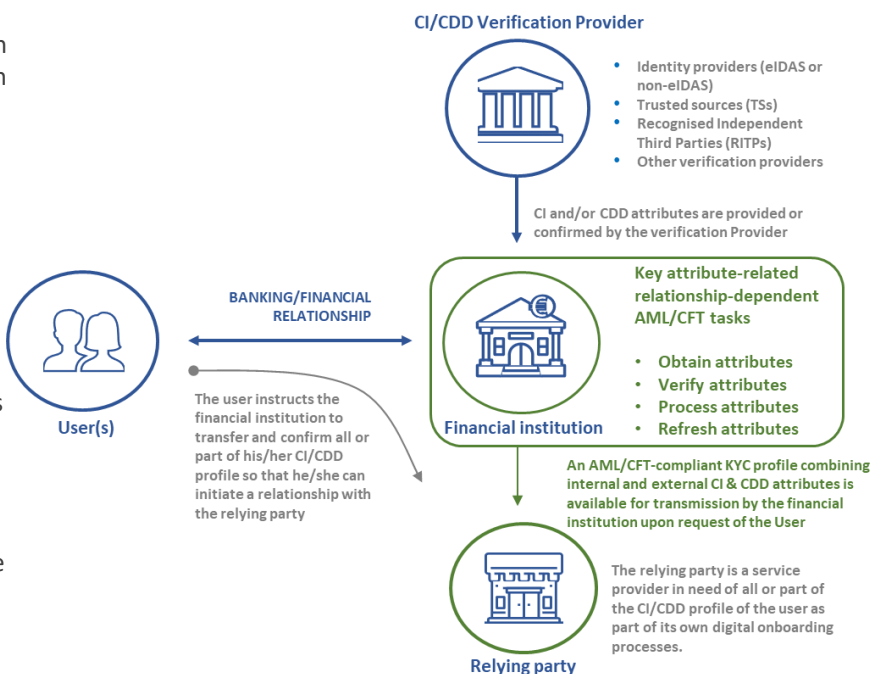 CI/CDD Verification Provider
• Identity providers (eIDAS or
non-eIDAS)
• Trusted sources (TSs)
• Recognised Independent
Third Parties (RITPs)
• Other verification providers
CI and/or CDD attributes are provided or
confirmed by the verification Provider
BANKING/FINANCIAL
RELATIONSHIP
User(s)
The user instructs the
financial institution to
transfer and confirm all or
part of his/her CI/CDD
profile so that he/she can
initiate a relationship with
the relying party
Financial institution
Key attribute-related
relationship-dependent
AML/CFT tasks
• Obtain attributes
• Verify attributes
• Process attributes
• Refresh attributes
An AML/CFT-compliant KYC profile combining
internal and external CI & CDD attributes is
available for transmission by the financial
institution upon request of the User
Relying party
The relying party is a service
provider in need of all or part
of the CI/CDD profile of the user as
part of its own digital onboarding
processes.